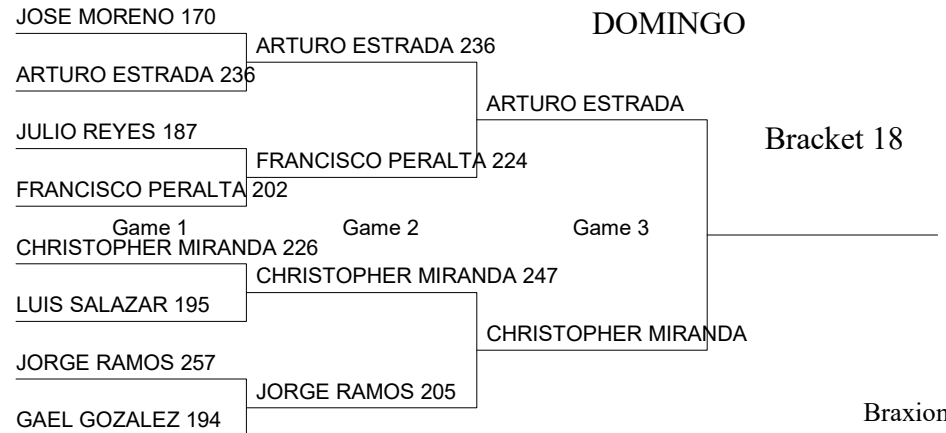 JOSE MORENO 170
DOMINGO
ARTURO ESTRADA 236
ARTURO ESTRADA 236
ARTURO ESTRADA
JULIO REYES 187
Bracket 18
FRANCISCO PERALTA 224
FRANCISCO PERALTA 202
Game 1
Game 2
Game 3
CHRISTOPHER MIRANDA 226
CHRISTOPHER MIRANDA 247
LUIS SALAZAR 195
CHRISTOPHER MIRANDA
JORGE RAMOS 257
JORGE RAMOS 205
GAEL GOZALEZ 194
Braxion